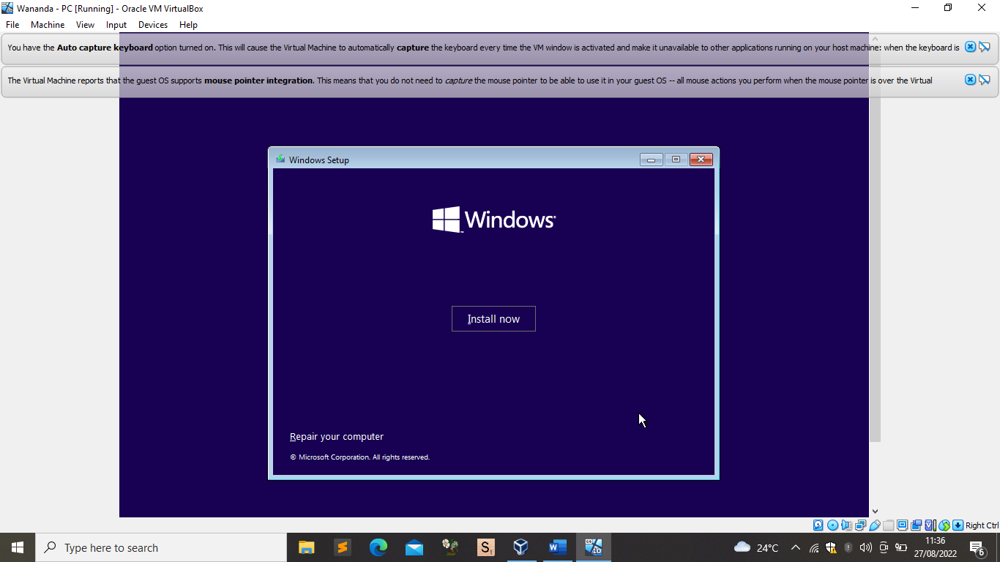 Wananda - PC [Running] - Oracle VM VirtualBox
File Machine View Input Devices Help
You have the Auto capture keyboard option turned on. This will cause the Virtual Machine to automatically capture the keyboard every time the VM window is activated and make it unavailable to other applications running on your host machine: when the keyboard is
The Virtual Machine reports that the guest OS supports mouse pointer integration. This means that you do not need to capture the mouse pointer to be able to use it in your guest OS -- all mouse actions you perform when the mouse pointer is over the Virtual
Windows Setup
Windows
Install now
Repair your computer
© Microsoft Corporation. All rights reserved.
Right Ctrl
Type here to search
24°C
11:36
27/08/2022
6